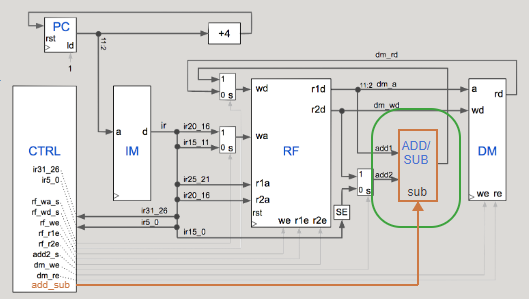 PC
rst
ld
1
11:2
+4
dm_rd
CTRL
ir31_26
ir5_0
rf_wa_s
rf_wd_s
rf_we
rf_r1e
rf_r2e
add2_s
dm_we
dm_re
add_sub
a
d
IM
ir
ir20_16
ir15_11
ir25_21
ir20_16
ir31_26
ir5_0
ir15_0
1
0 s
1
0 s
wd
wa
r1a
r2a
rst
RF
we r1e r2e
r1d
r2d
11:2
dm_a
dm_wd
SE
1
0 s
add1
add2
ADD/
SUB
sub
a
rd
wd
DM
we re